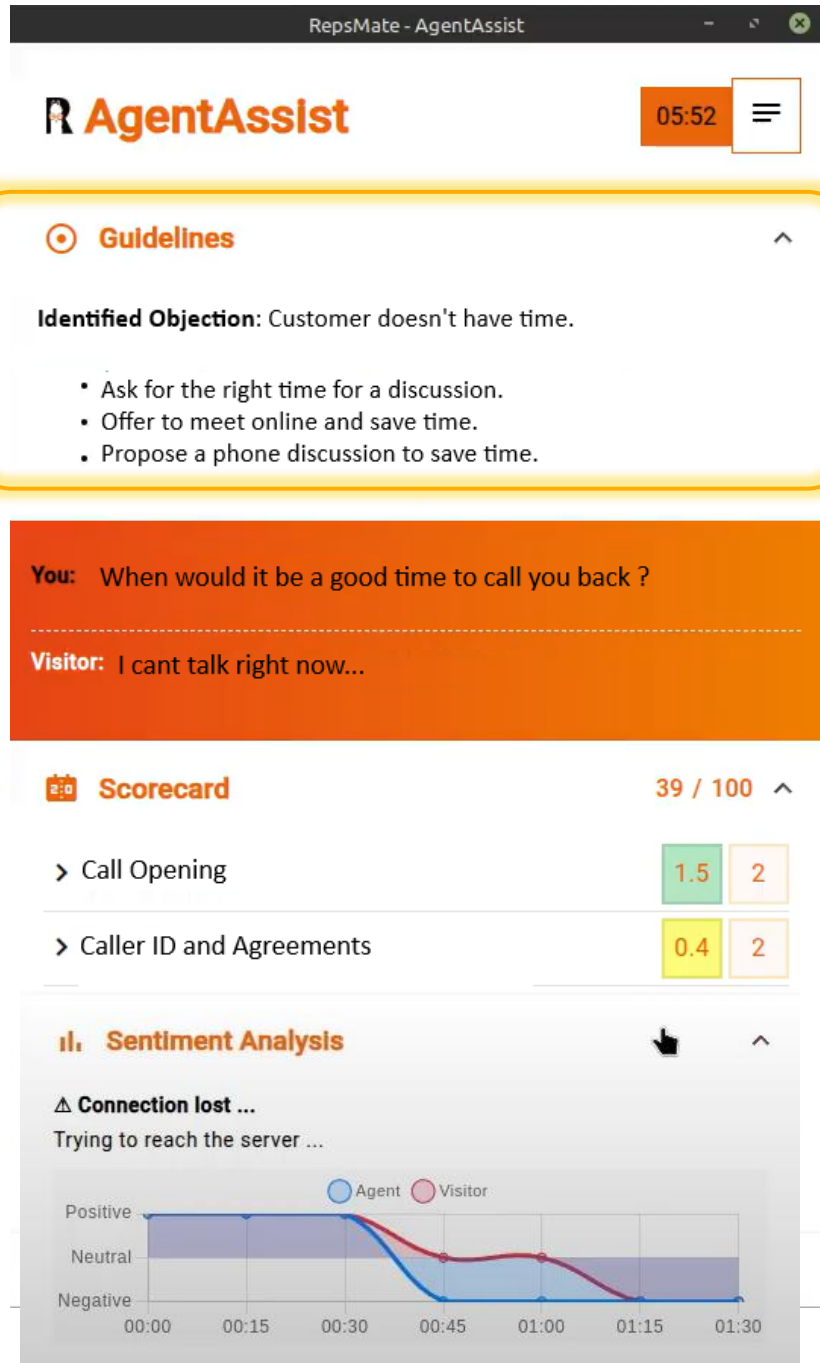 RepsMate - AgentAssist
R AgentAssist
05:52
Guidelines
Identified Objection: Customer doesn't have time.
• Ask for the right time for a discussion.
• Offer to meet online and save time.
• Propose a phone discussion to save time.
You: When would it be a good time to call you back ?
Visitor: I cant talk right now...
2:0 Scorecard 39 / 100
Call Opening 1.5 2
Caller ID and Agreements 0.4 2
Sentiment Analysis
⚠ Connection lost ...
Trying to reach the server ...
Agent Visitor
Positive
Neutral
Negative
00:00 00:15 00:30 00:45 01:00 01:15 01:30